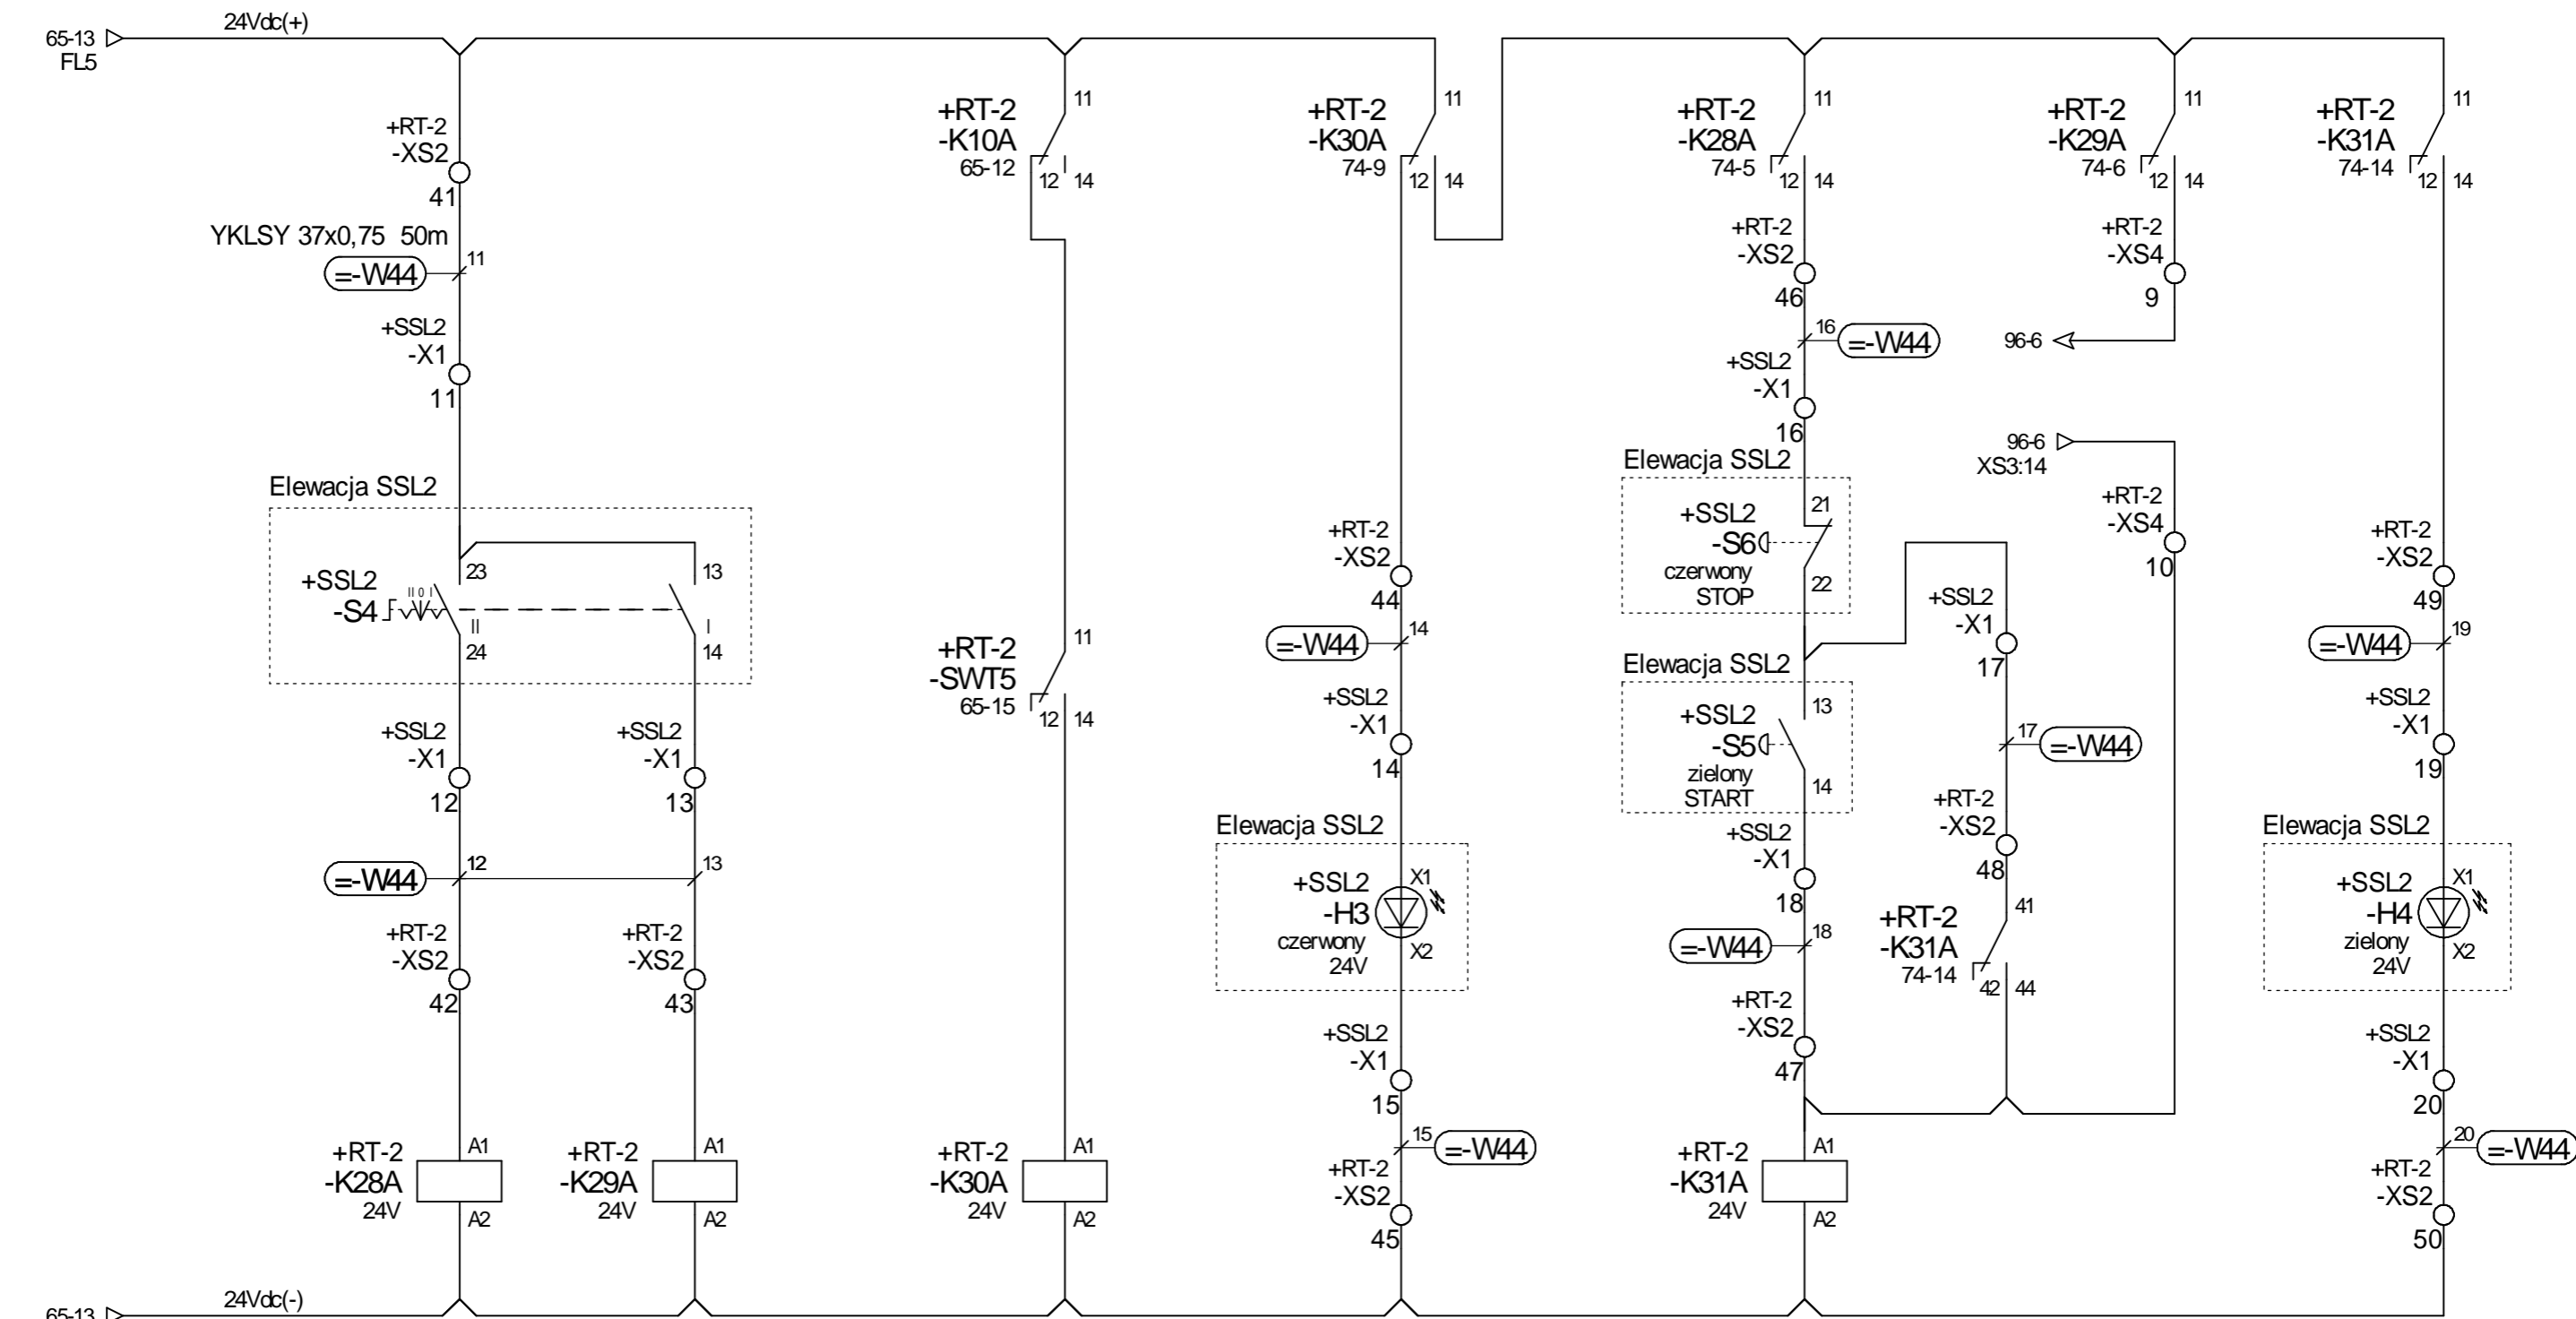 24Vdc(+)
65-13
FL5
+RT-2
-XS2
41
YKLSY 37x0,75 50m
=-W44
11
+SSL2
-X1
11
Elewacja SSL2
+SSL2
-S4
II 0 I
23
II
24
13
I
14
+SSL2
-X1
12
+SSL2
-X1
13
=-W44
12
13
+RT-2
-XS2
42
+RT-2
-XS2
43
+RT-2
-K28A
24V
A1
A2
+RT-2
-K29A
24V
A1
A2
+RT-2
-K10A
65-12
11
12 14
+RT-2
-SWT5
65-15
11
12 14
+RT-2
-K30A
24V
A1
A2
+RT-2
-K30A
74-9
11
12 14
+RT-2
-XS2
44
=-W44
14
+SSL2
-X1
14
Elewacja SSL2
+SSL2
-H3
czerwony
24V
X1
X2
+SSL2
-X1
15
15
=-W44
+RT-2
-XS2
45
+RT-2
-K28A
74-5
11
12 14
+RT-2
-XS2
46
16
=-W44
+SSL2
-X1
16
Elewacja SSL2
+SSL2
-S6
czerwony
STOP
21
22
Elewacja SSL2
+SSL2
-S5
zielony
START
13
14
+SSL2
-X1
18
=-W44
18
+RT-2
-XS2
47
+RT-2
-K31A
24V
A1
A2
+SSL2
-X1
17
17
=-W44
+RT-2
-XS2
48
+RT-2
-K31A
74-14
41
42 44
+RT-2
-K29A
74-6
11
12 14
+RT-2
-XS4
9
96-6
96-6
XS3:14
+RT-2
-XS4
10
+RT-2
-K31A
74-14
11
12 14
+RT-2
-XS2
49
=-W44
19
+SSL2
-X1
19
Elewacja SSL2
+SSL2
-H4
zielony
24V
X1
X2
+SSL2
-X1
20
20
=-W44
+RT-2
-XS2
50
24Vdc(-)
65-13